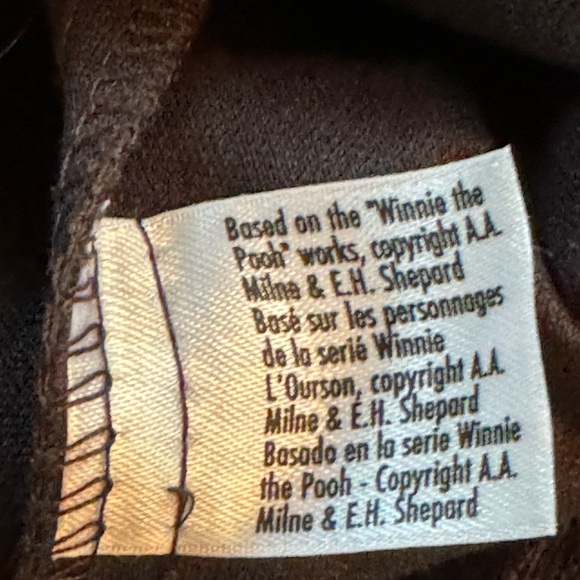 Based on the "Winnie the
Pooh" works, copyright A.A.
Milne & E.H. Shepard
Basé sur les personnages
de la serié Winnie
L'Ourson, copyright A.A.
Milne & E.H. Shepard
Basado en la serie Winnie
the Pooh - Copyright A.A.
Milne & E.H. Shepard